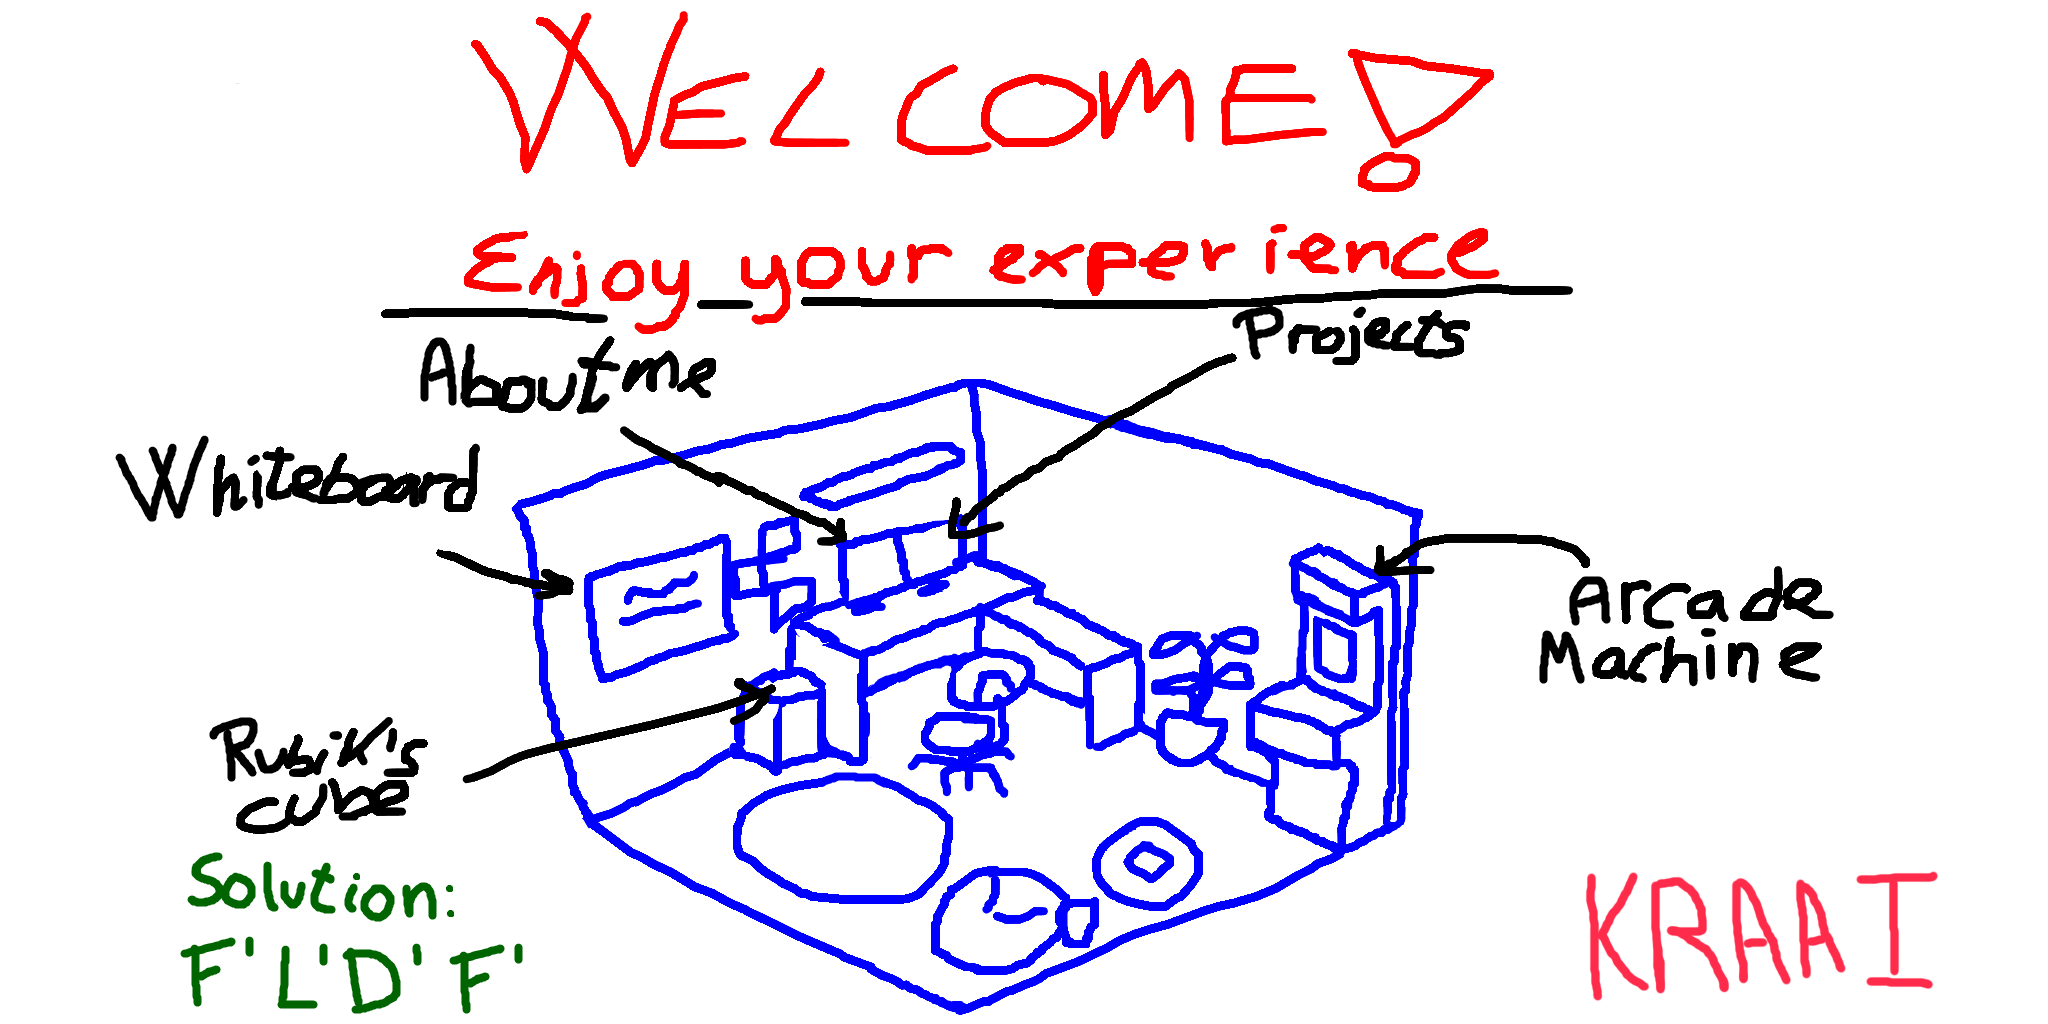 WELCOME!
Enjoy your experience
About me
Projects
Whiteboard
Arcade
Machine
Rubik's
cube
Solution:
F' L' D' F'
KRAAI